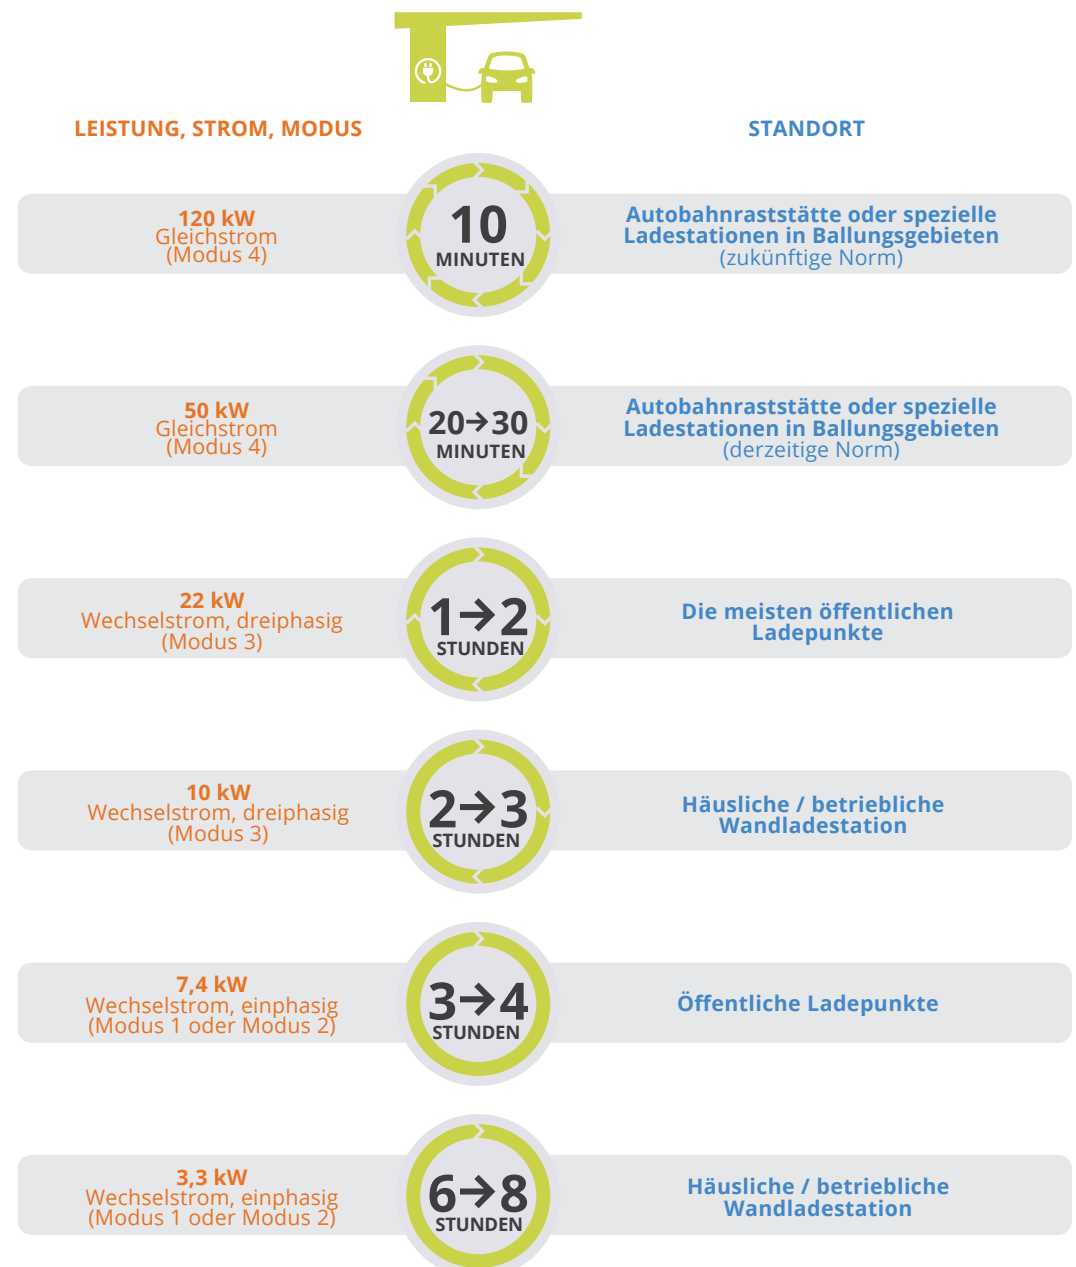 LEISTUNG, STROM, MODUS
STANDORT
120 kW
Gleichstrom
(Modus 4)
10
MINUTEN
Autobahnraststätte oder spezielle
Ladestationen in Ballungsgebieten
(zukünftige Norm)
50 kW
Gleichstrom
(Modus 4)
20→30
MINUTEN
Autobahnraststätte oder spezielle
Ladestationen in Ballungsgebieten
(derzeitige Norm)
22 kW
Wechselstrom, dreiphasig
(Modus 3)
1→2
STUNDEN
Die meisten öffentlichen
Ladepunkte
10 kW
Wechselstrom, dreiphasig
(Modus 3)
2→3
STUNDEN
Häusliche / betriebliche
Wandladestation
7,4 kW
Wechselstrom, einphasig
(Modus 1 oder Modus 2)
3→4
STUNDEN
Öffentliche Ladepunkte
3,3 kW
Wechselstrom, einphasig
(Modus 1 oder Modus 2)
6→8
STUNDEN
Häusliche / betriebliche
Wandladestation